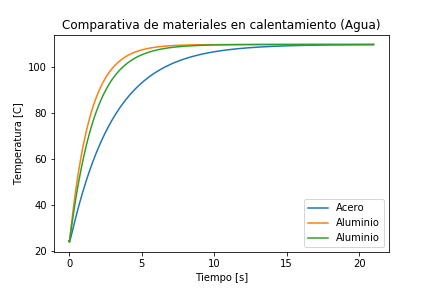 Comparativa de materiales en calentamiento (Agua)
Temperatura [C]
100
80
60
40
20
0
5
10
15
20
Tiempo [s]
Acero
Aluminio
Aluminio